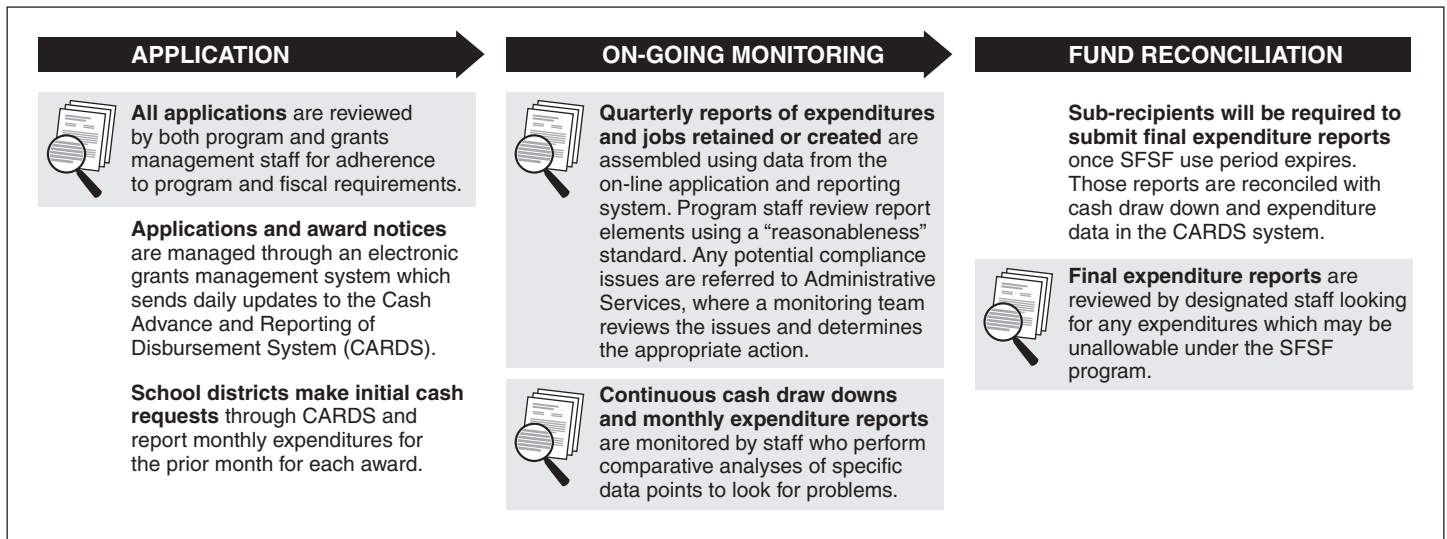 APPLICATION
All applications are reviewed
by both program and grants
management staff for adherence
to program and fiscal requirements.
Applications and award notices
are managed through an electronic
grants management system which
sends daily updates to the Cash
Advance and Reporting of
Disbursement System (CARDS).
School districts make initial cash
requests through CARDS and
report monthly expenditures for
the prior month for each award.
ON-GOING MONITORING
Quarterly reports of expenditures
and jobs retained or created are
assembled using data from the
on-line application and reporting
system. Program staff review report
elements using a “reasonableness”
standard. Any potential compliance
issues are referred to Administrative
Services, where a monitoring team
reviews the issues and determines
the appropriate action.
Continuous cash draw downs
and monthly expenditure reports
are monitored by staff who perform
comparative analyses of specific
data points to look for problems.
FUND RECONCILIATION
Sub-recipients will be required to
submit final expenditure reports
once SFSF use period expires.
Those reports are reconciled with
cash draw down and expenditure
data in the CARDS system.
Final expenditure reports are
reviewed by designated staff looking
for any expenditures which may be
unallowable under the SFSF
program.